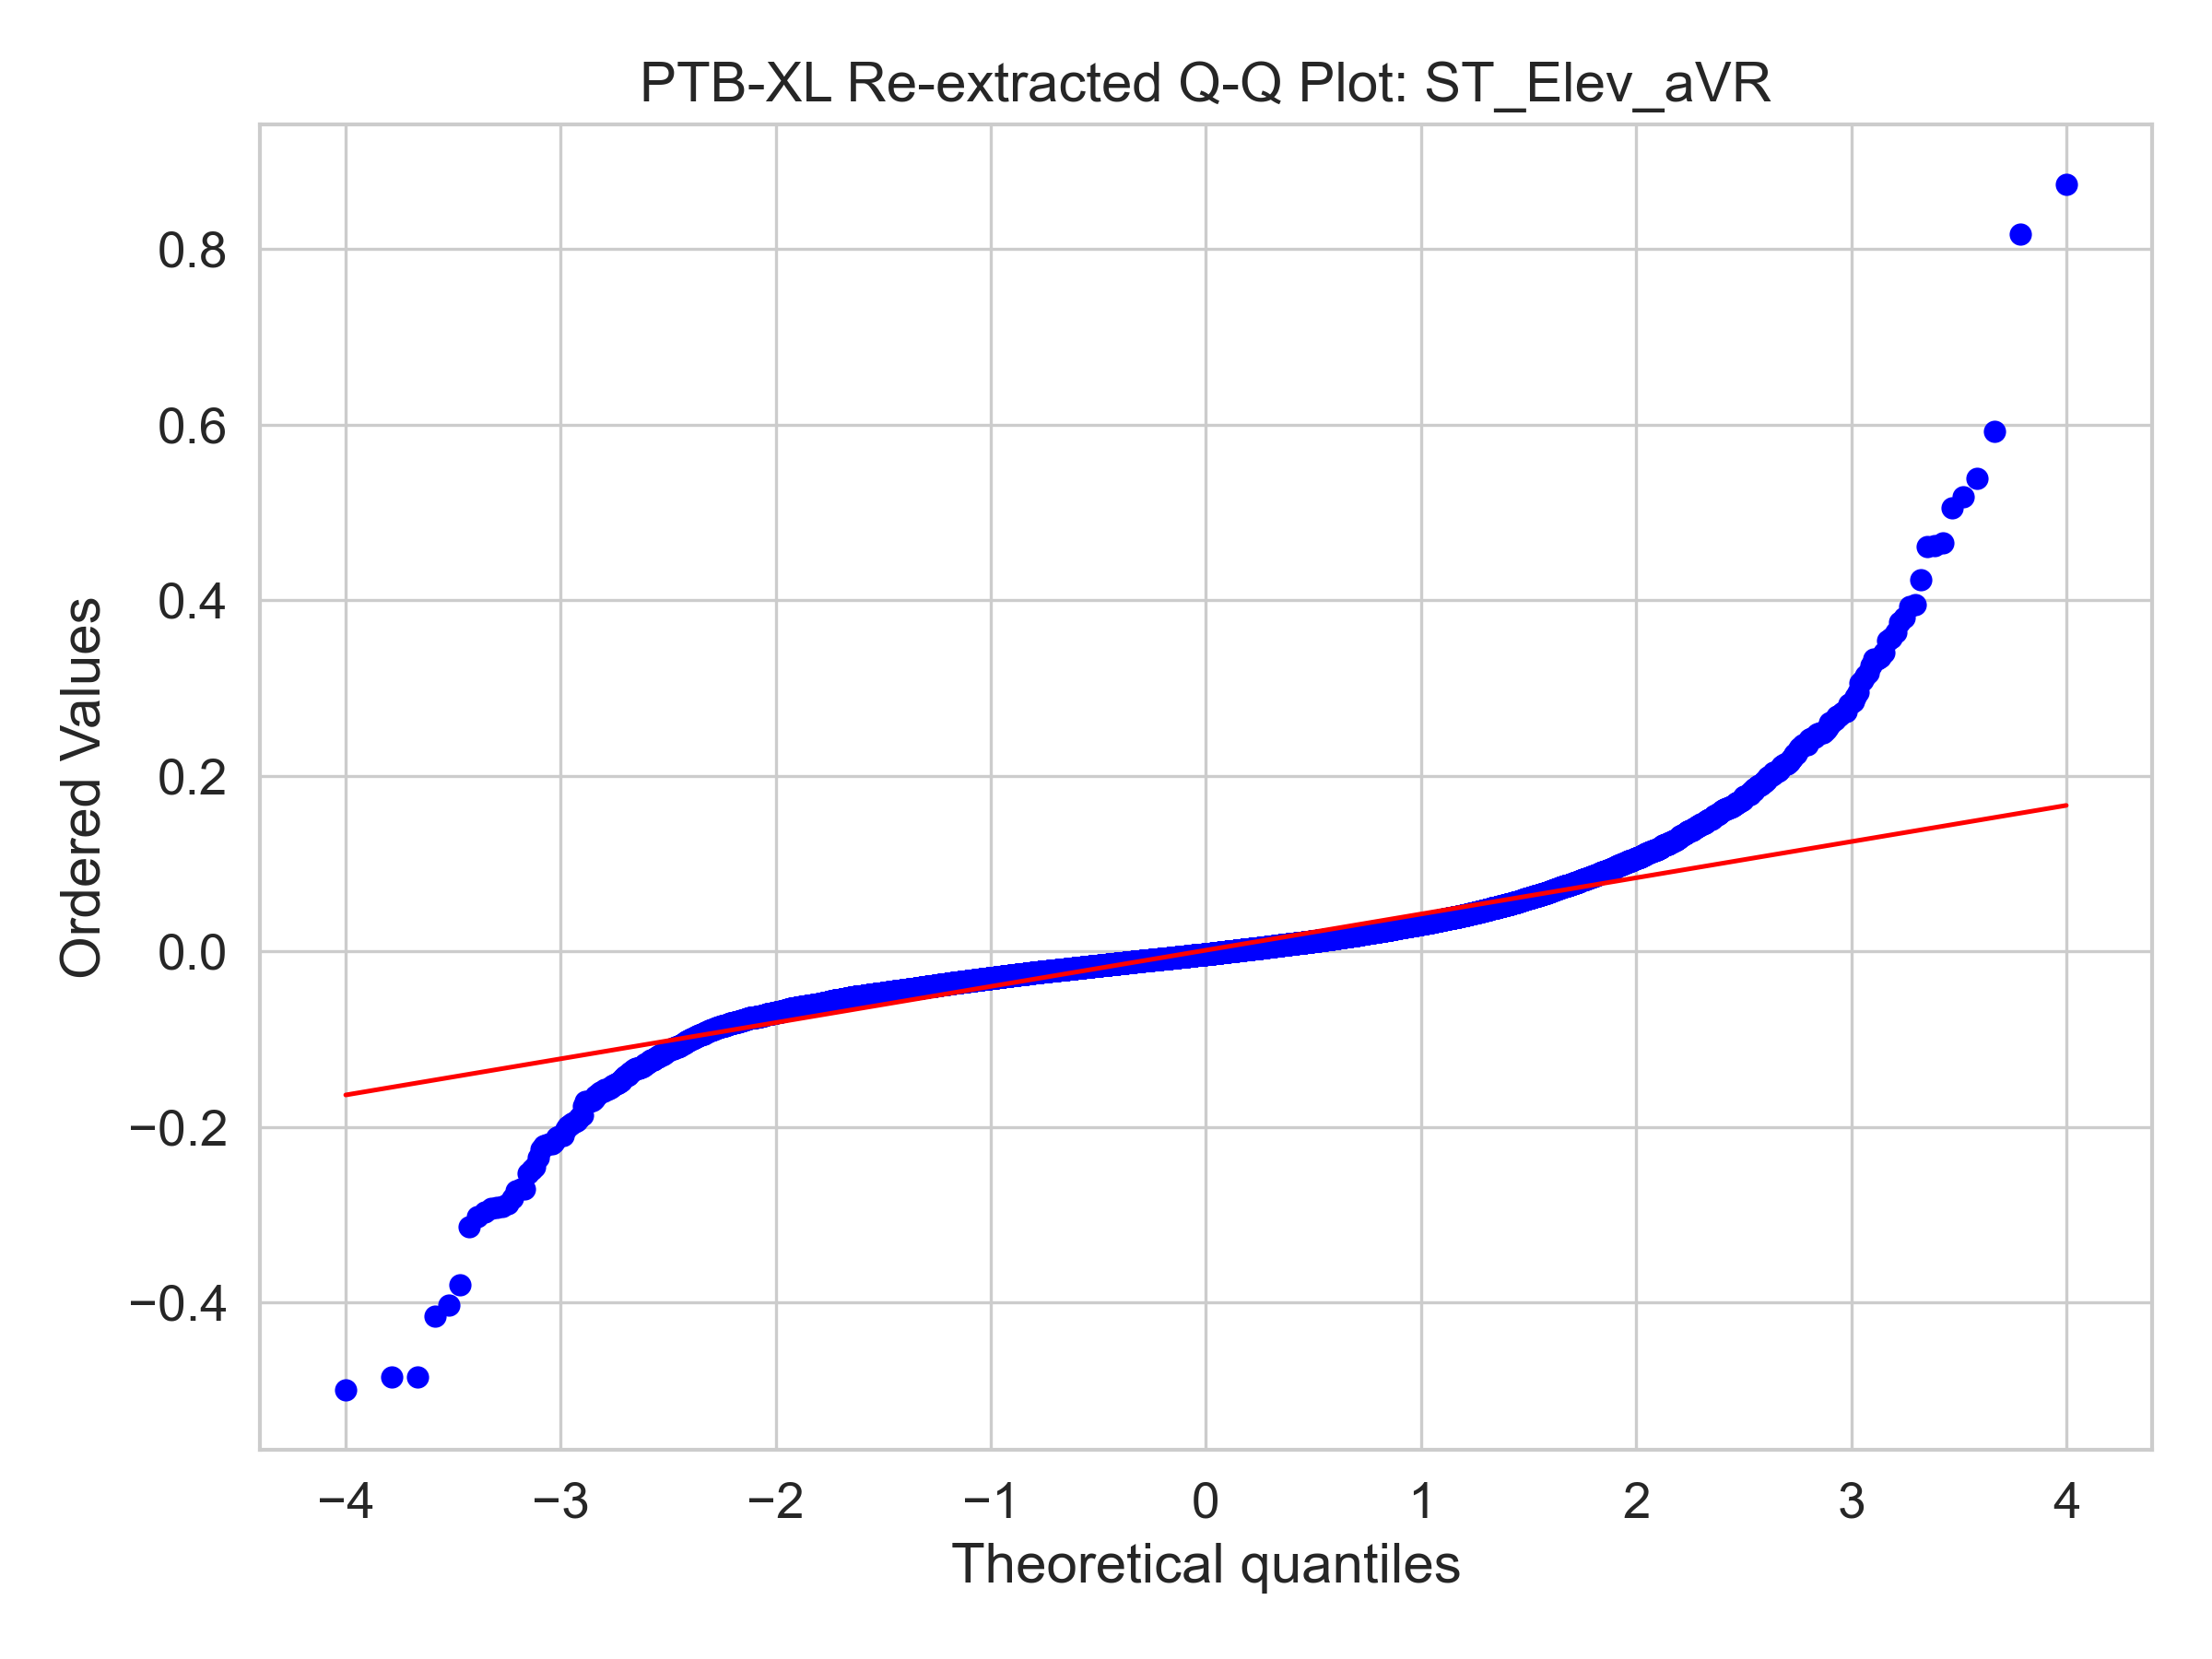 PTB-XL Re-extracted Q-Q Plot: ST_Elev_aVR
0.8
0.6
0.4
0.2
0.0
−0.2
−0.4
Ordered Values
−4 −3 −2 −1 0 1 2 3 4
Theoretical quantiles